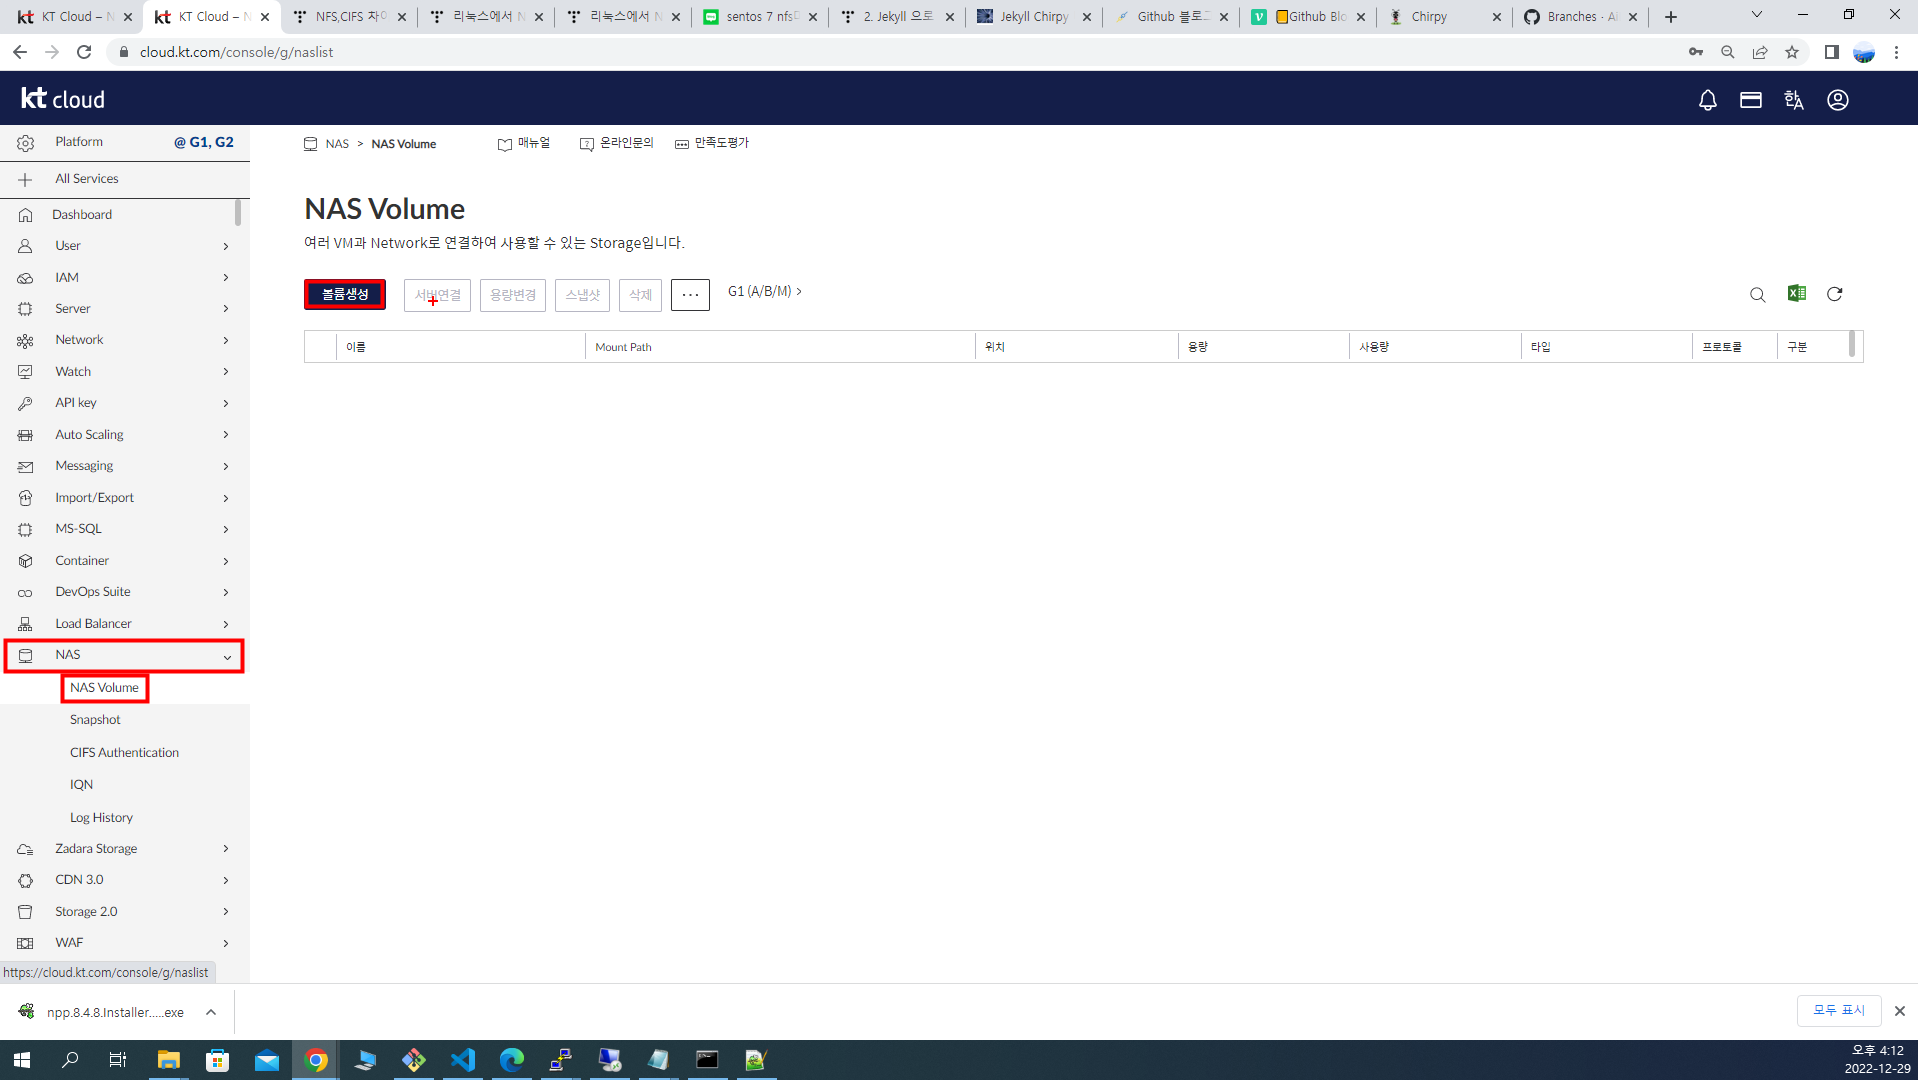 KT Cloud – N
KT Cloud – N
NFS,CIFS 차이
리눅스에서 N
리눅스에서 N
sentos 7 nfs마
2. Jekyll 으로
Jekyll Chirpy
Github 블로그
Github Blo
Chirpy
Branches · Ai
cloud.kt.com/console/g/naslist
kt cloud
한A
Platform @ G1, G2
All Services
Dashboard
User
IAM
Server
Network
Watch
API key
Auto Scaling
Messaging
Import/Export
MS-SQL
Container
DevOps Suite
Load Balancer
NAS
NAS Volume
Snapshot
CIFS Authentication
IQN
Log History
Zadara Storage
CDN 3.0
Storage 2.0
WAF
https://cloud.kt.com/console/g/naslist
NAS > NAS Volume 매뉴얼 온라인문의 만족도평가
NAS Volume
여러 VM과 Network로 연결하여 사용할 수 있는 Storage입니다.
볼륨생성 서버연결 용량변경 스냅샷 삭제 ··· G1 (A/B/M) >
이름 Mount Path 위치 용량 사용량 타입 프로토콜 구분
npp.8.4.8.Installer.....exe
모두 표시
오후 4:12
2022-12-29